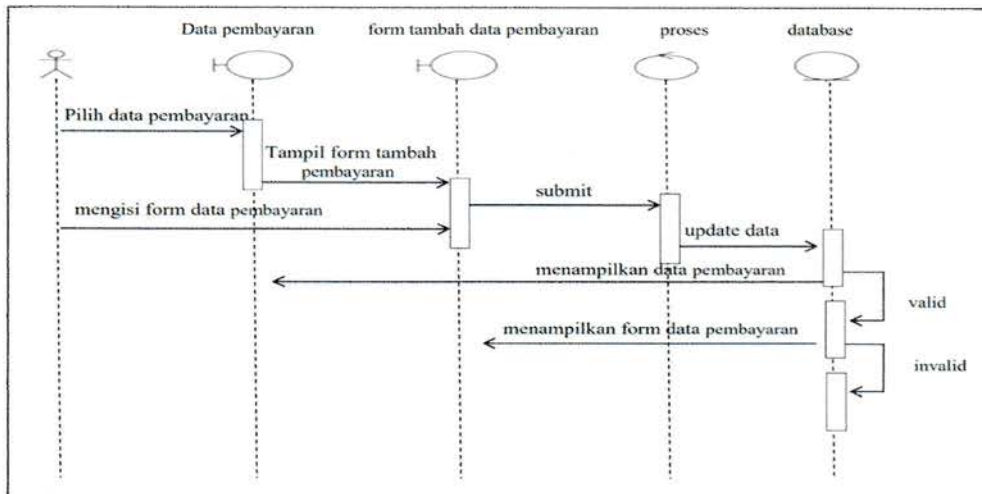 Data pembayaran
form tambah data pembayaran
proses
database
Pilih data pembayaran
Tampil form tambah
pembayaran
submit
mengisi form data pembayaran
update data
menampilkan data pembayaran
valid
menampilkan form data pembayaran
invalid